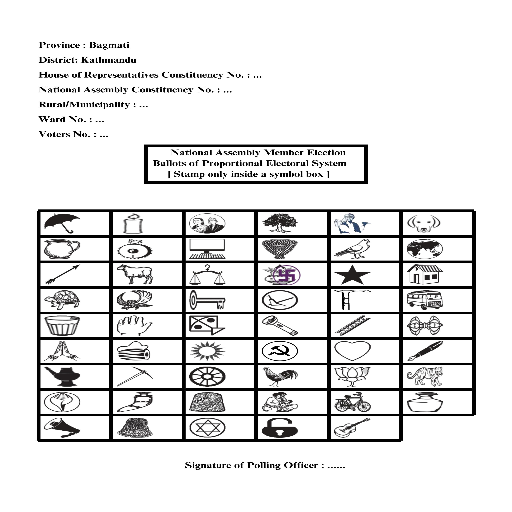 Province : Bagmati
District: Kathmandu
House of Representatives Constituency No. : ...
National Assembly Constituency No. : ...
Rural/Municipality : ...
Ward No. : ...
Voters No. : ...
National Assembly Member Election
Ballots of Proportional Electoral System
[ Stamp only inside a symbol box ]
Signature of Polling Officer : ......